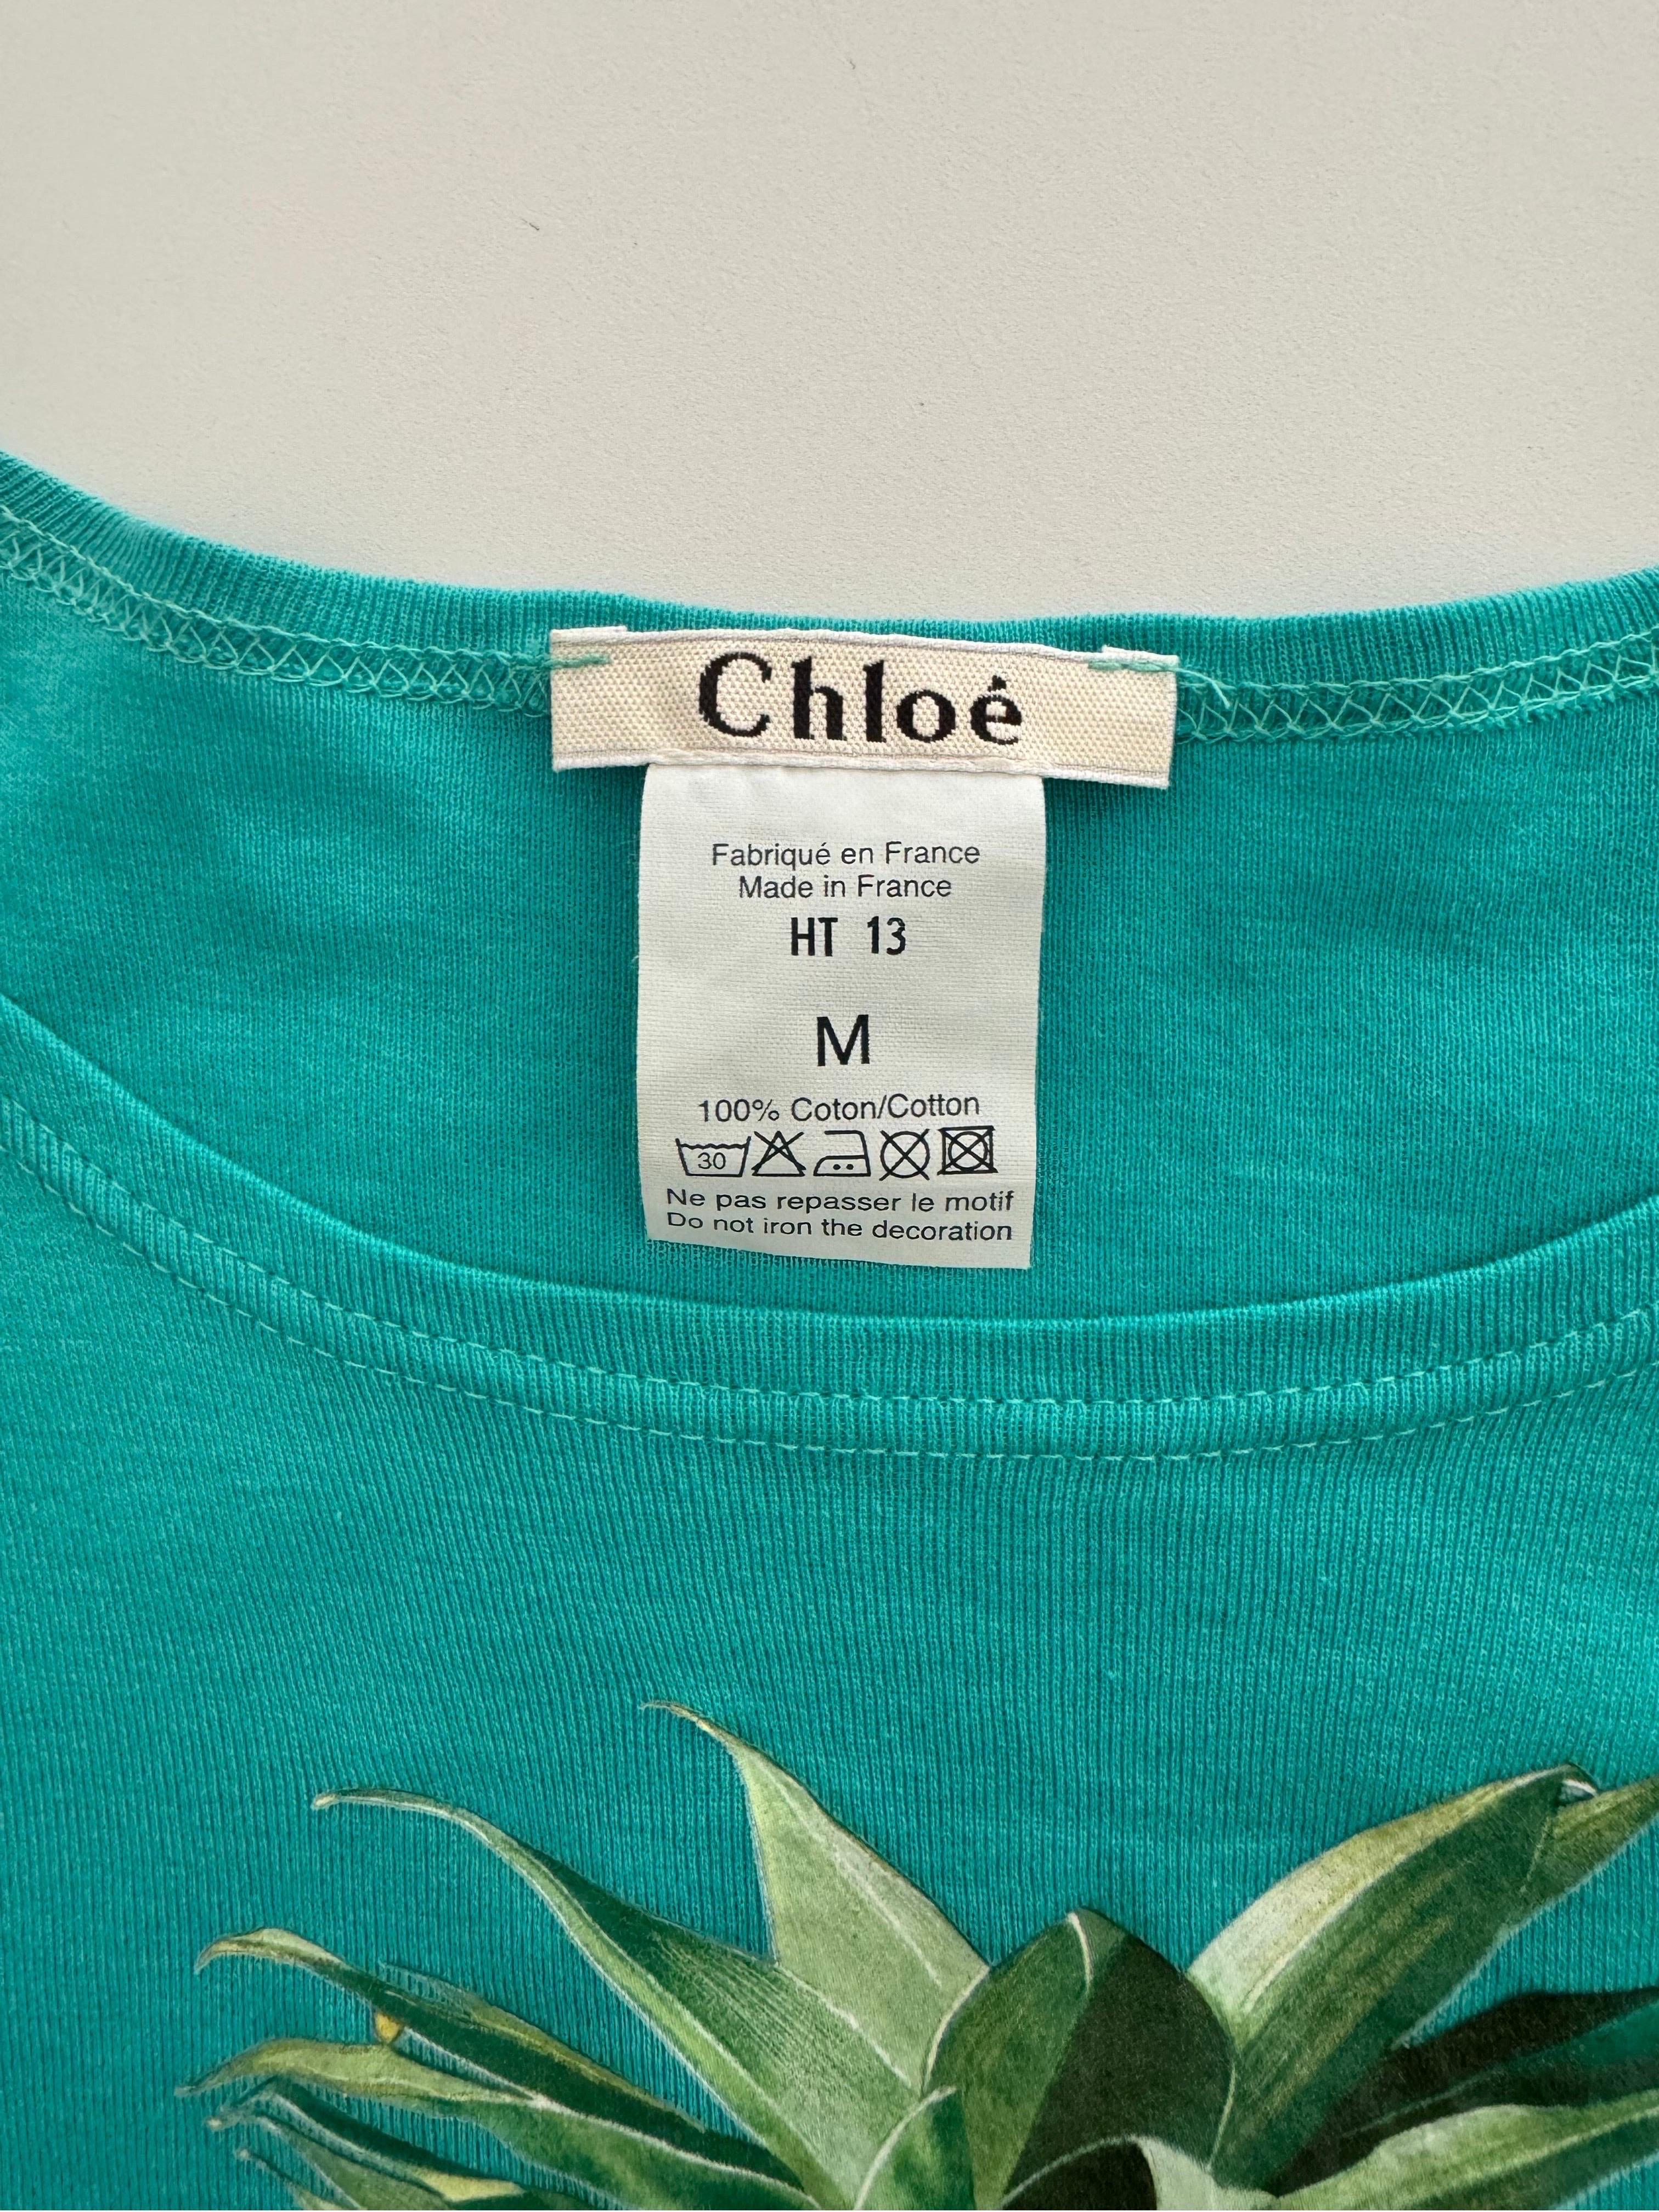 Chloé
Fabriqué en France
Made in France
HT 13
M
100% Coton/Cotton
30
Ne pas repasser le motif
Do not iron the decoration